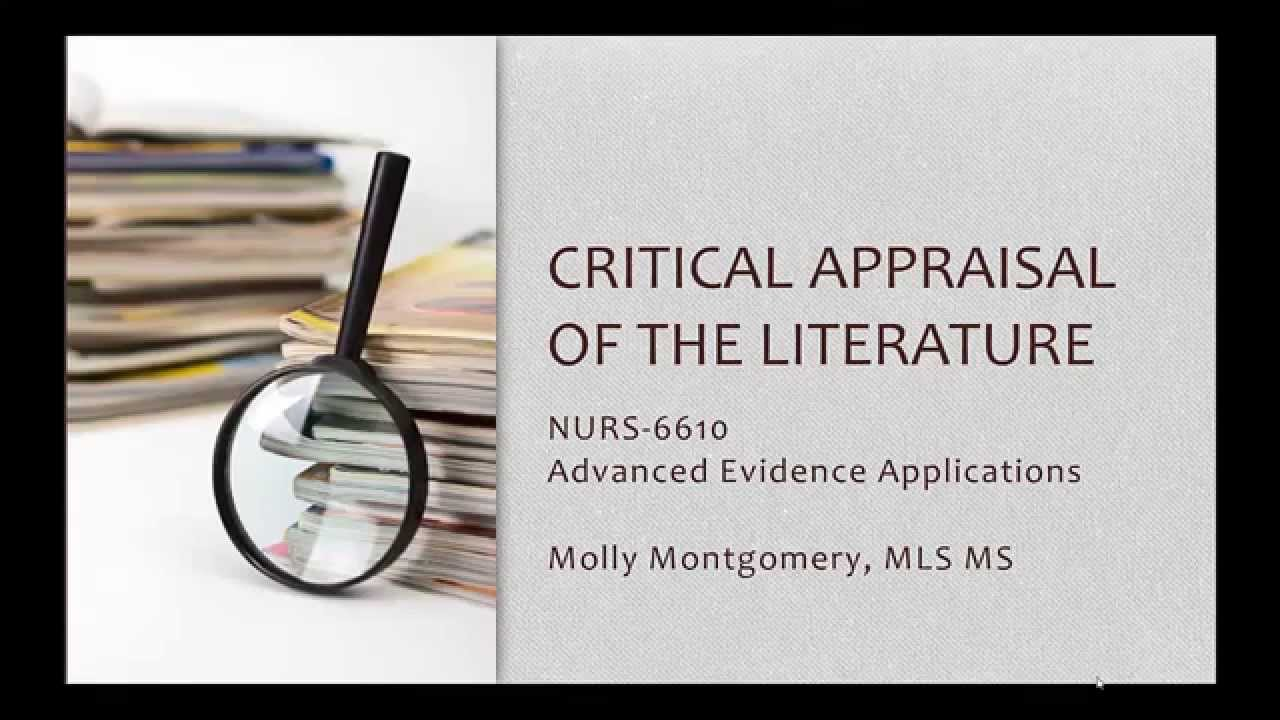 CRITICAL APPRAISAL
OF THE LITERATURE
NURS-6610
Advanced Evidence Applications
Molly Montgomery, MLS MS